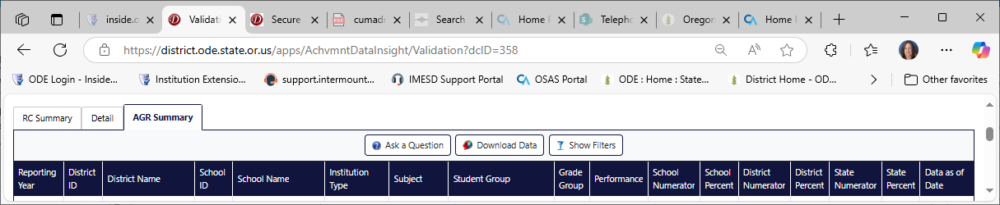 inside.o
Validati
Secure
cumadr
Search
Home P
Telepho
Oregon
Home P
https://district.ode.state.or.us/apps/AchvmntDataInsight/Validation?dcID=358
ODE Login - Inside...
Institution Extensio...
support.intermount...
IMESD Support Portal
OSAS Portal
ODE : Home : State...
District Home - OD...
Other favorites
RC Summary
Detail
AGR Summary
Ask a Question
Download Data
Show Filters
Reporting Year
District ID
District Name
School ID
School Name
Institution Type
Subject
Student Group
Grade Group
Performance
School Numerator
School Percent
District Numerator
District Percent
State Numerator
State Percent
Data as of Date